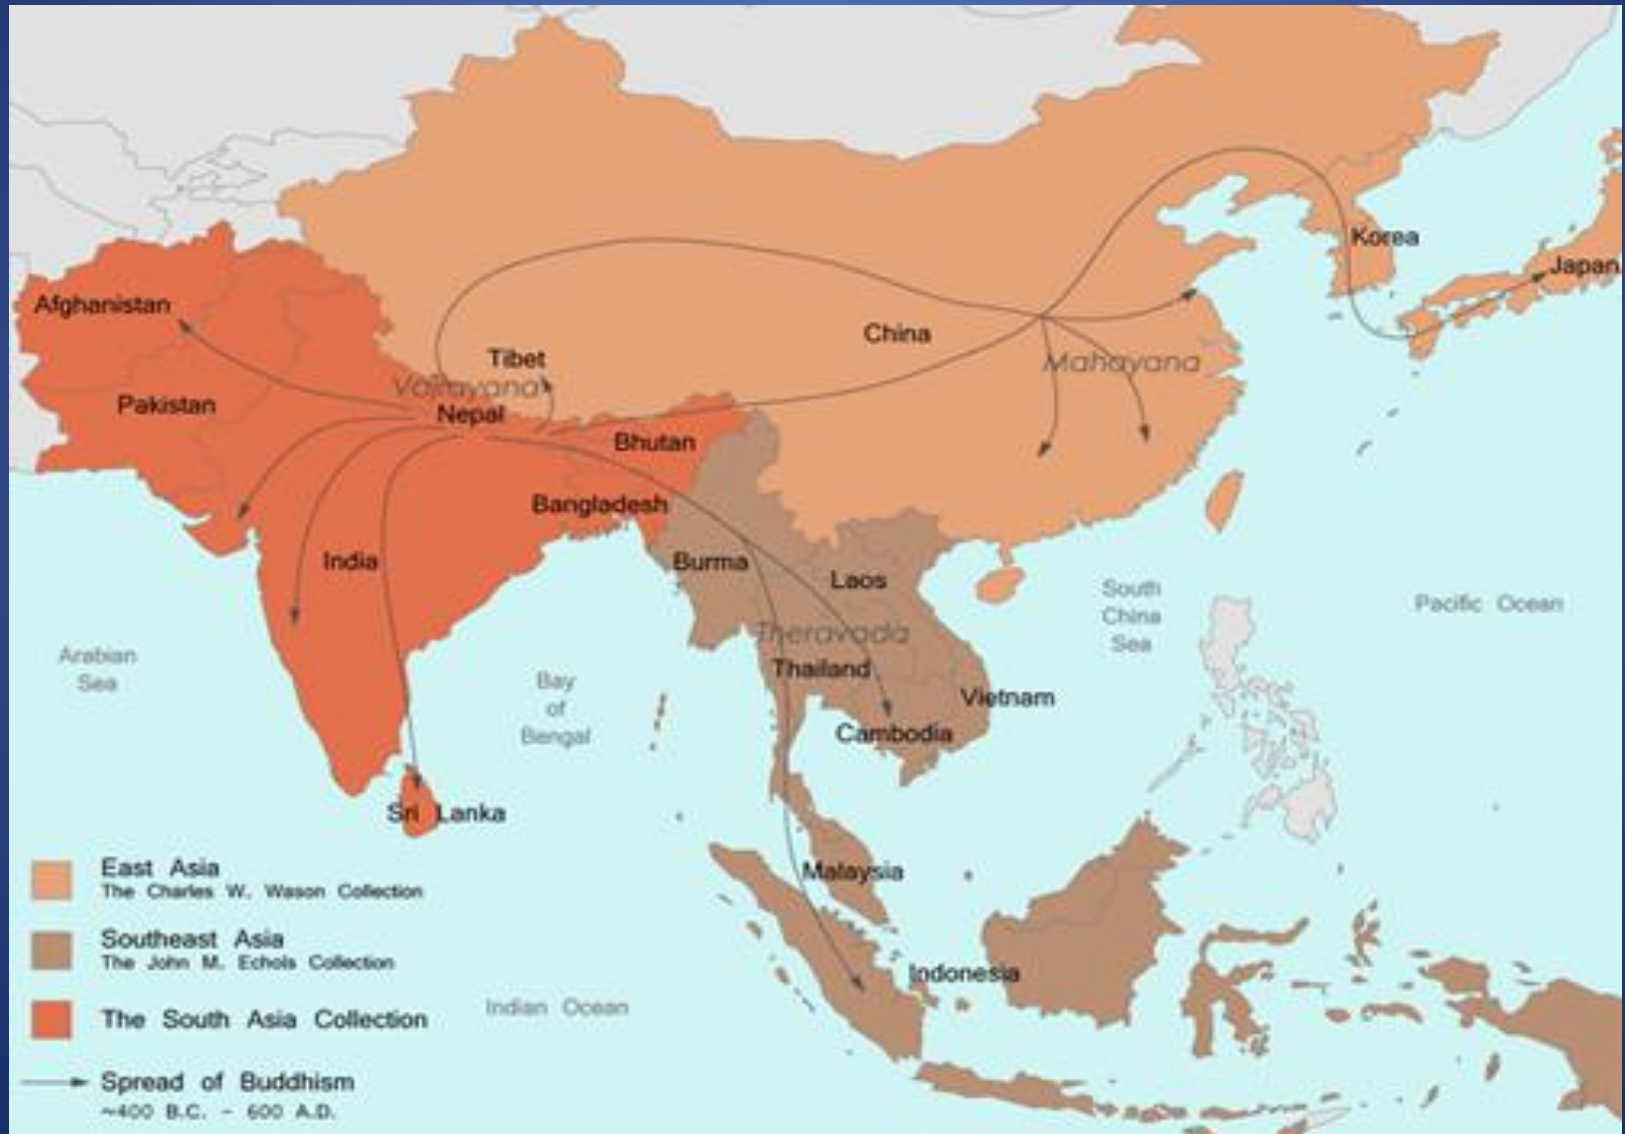 Korea
Japan
Afghanistan
China
Tibet
Mahayana
Vajrayana
Pakistan
Nepal
Bhutan
Bangladesh
India
Burma
Laos
South
China
Sea
Pacific Ocean
Theravada
Arabian
Sea
Thailand
Bay
of
Bengal
Vietnam
Cambodia
Sri Lanka
Malaysia
Indonesia
Indian Ocean
East Asia
The Charles W. Wason Collection
Southeast Asia
The John M. Echols Collection
The South Asia Collection
Spread of Buddhism
~400 B.C. - 600 A.D.